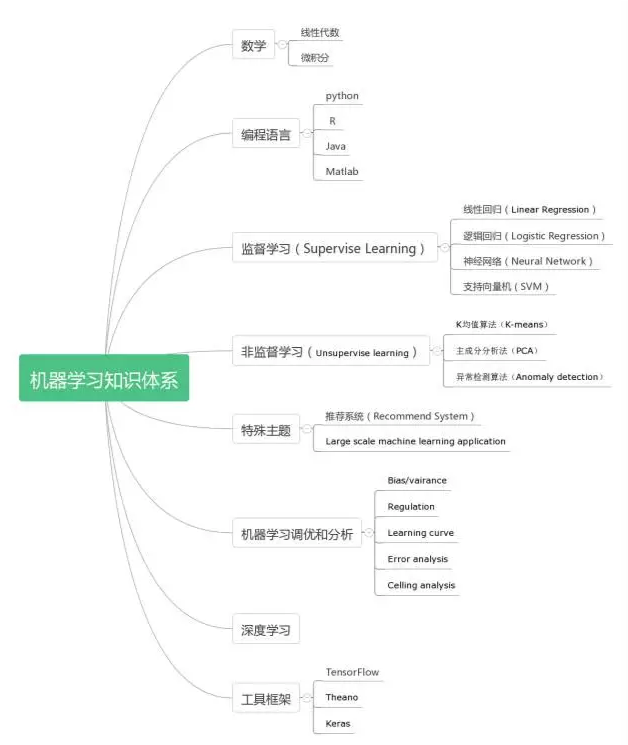 机器学习知识体系
数学
线性代数
微积分
编程语言
python
R
Java
Matlab
监督学习（Supervise Learning）
线性回归（Linear Regression）
逻辑回归（Logistic Regression）
神经网络（Neural Network）
支持向量机（SVM）
非监督学习（Unsupervise learning）
K均值算法（K-means）
主成分分析法（PCA）
异常检测算法（Anomaly detection）
特殊主题
推荐系统（Recommend System）
Large scale machine learning application
机器学习调优和分析
Bias/vairance
Regulation
Learning curve
Error analysis
Celling analysis
深度学习
工具框架
TensorFlow
Theano
Keras